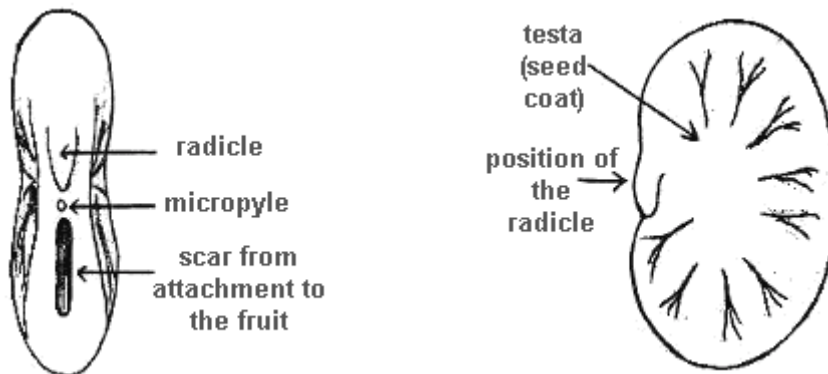 radicle
micropyle
scar from
attachment to
the fruit
testa
(seed
coat)
position of
the
radicle